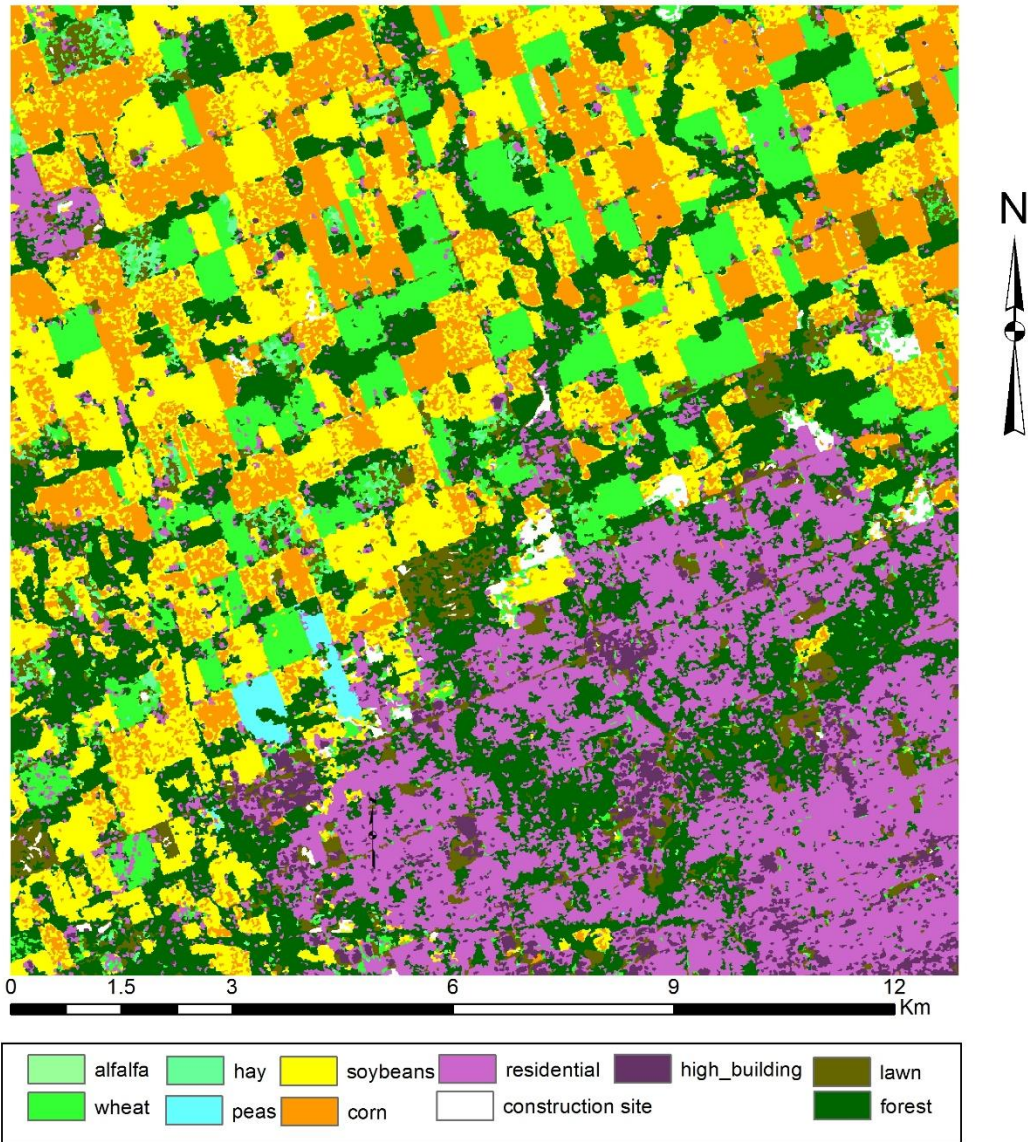 N
0 1.5 3 6 9 12
Km
alfalfa hay soybeans residential high_building lawn
wheat peas corn construction site forest